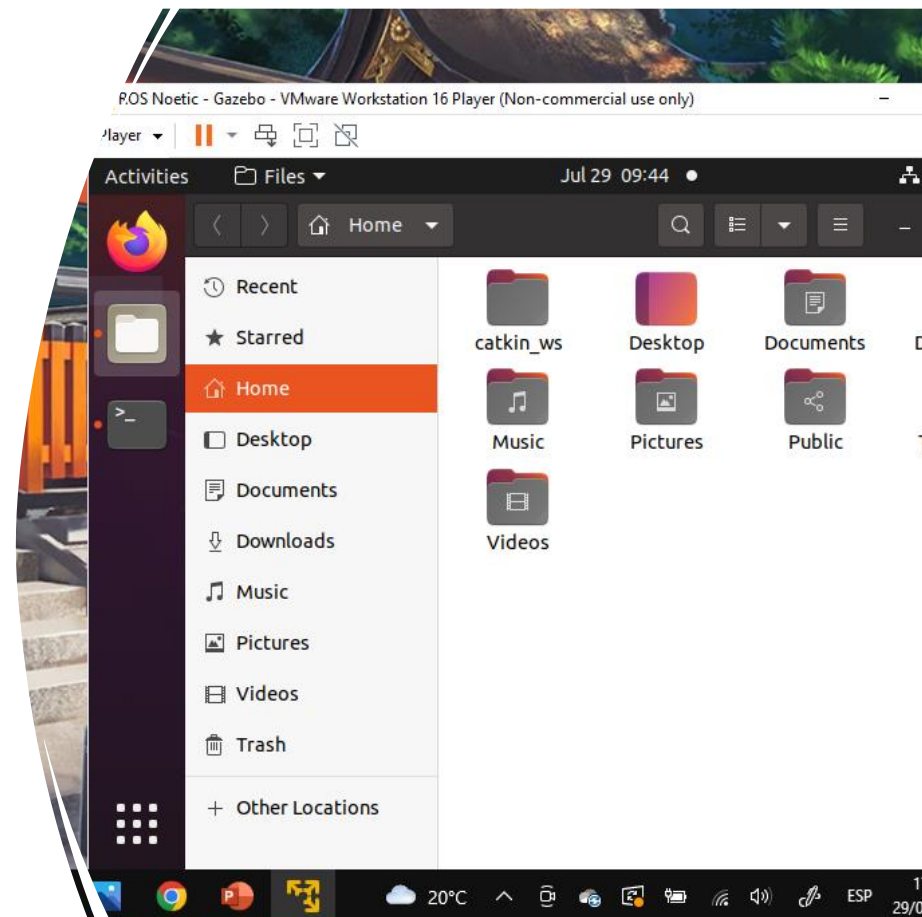 ROS Noetic - Gazebo - VMware Workstation 16 Player (Non-commercial use only)
Player
Activities Files Jul 29 09:44
Home
Recent
Starred
Home
Desktop
Documents
Downloads
Music
Pictures
Videos
Trash
+ Other Locations
catkin_ws Desktop Documents
Music Pictures Public
Videos
20°C ESP